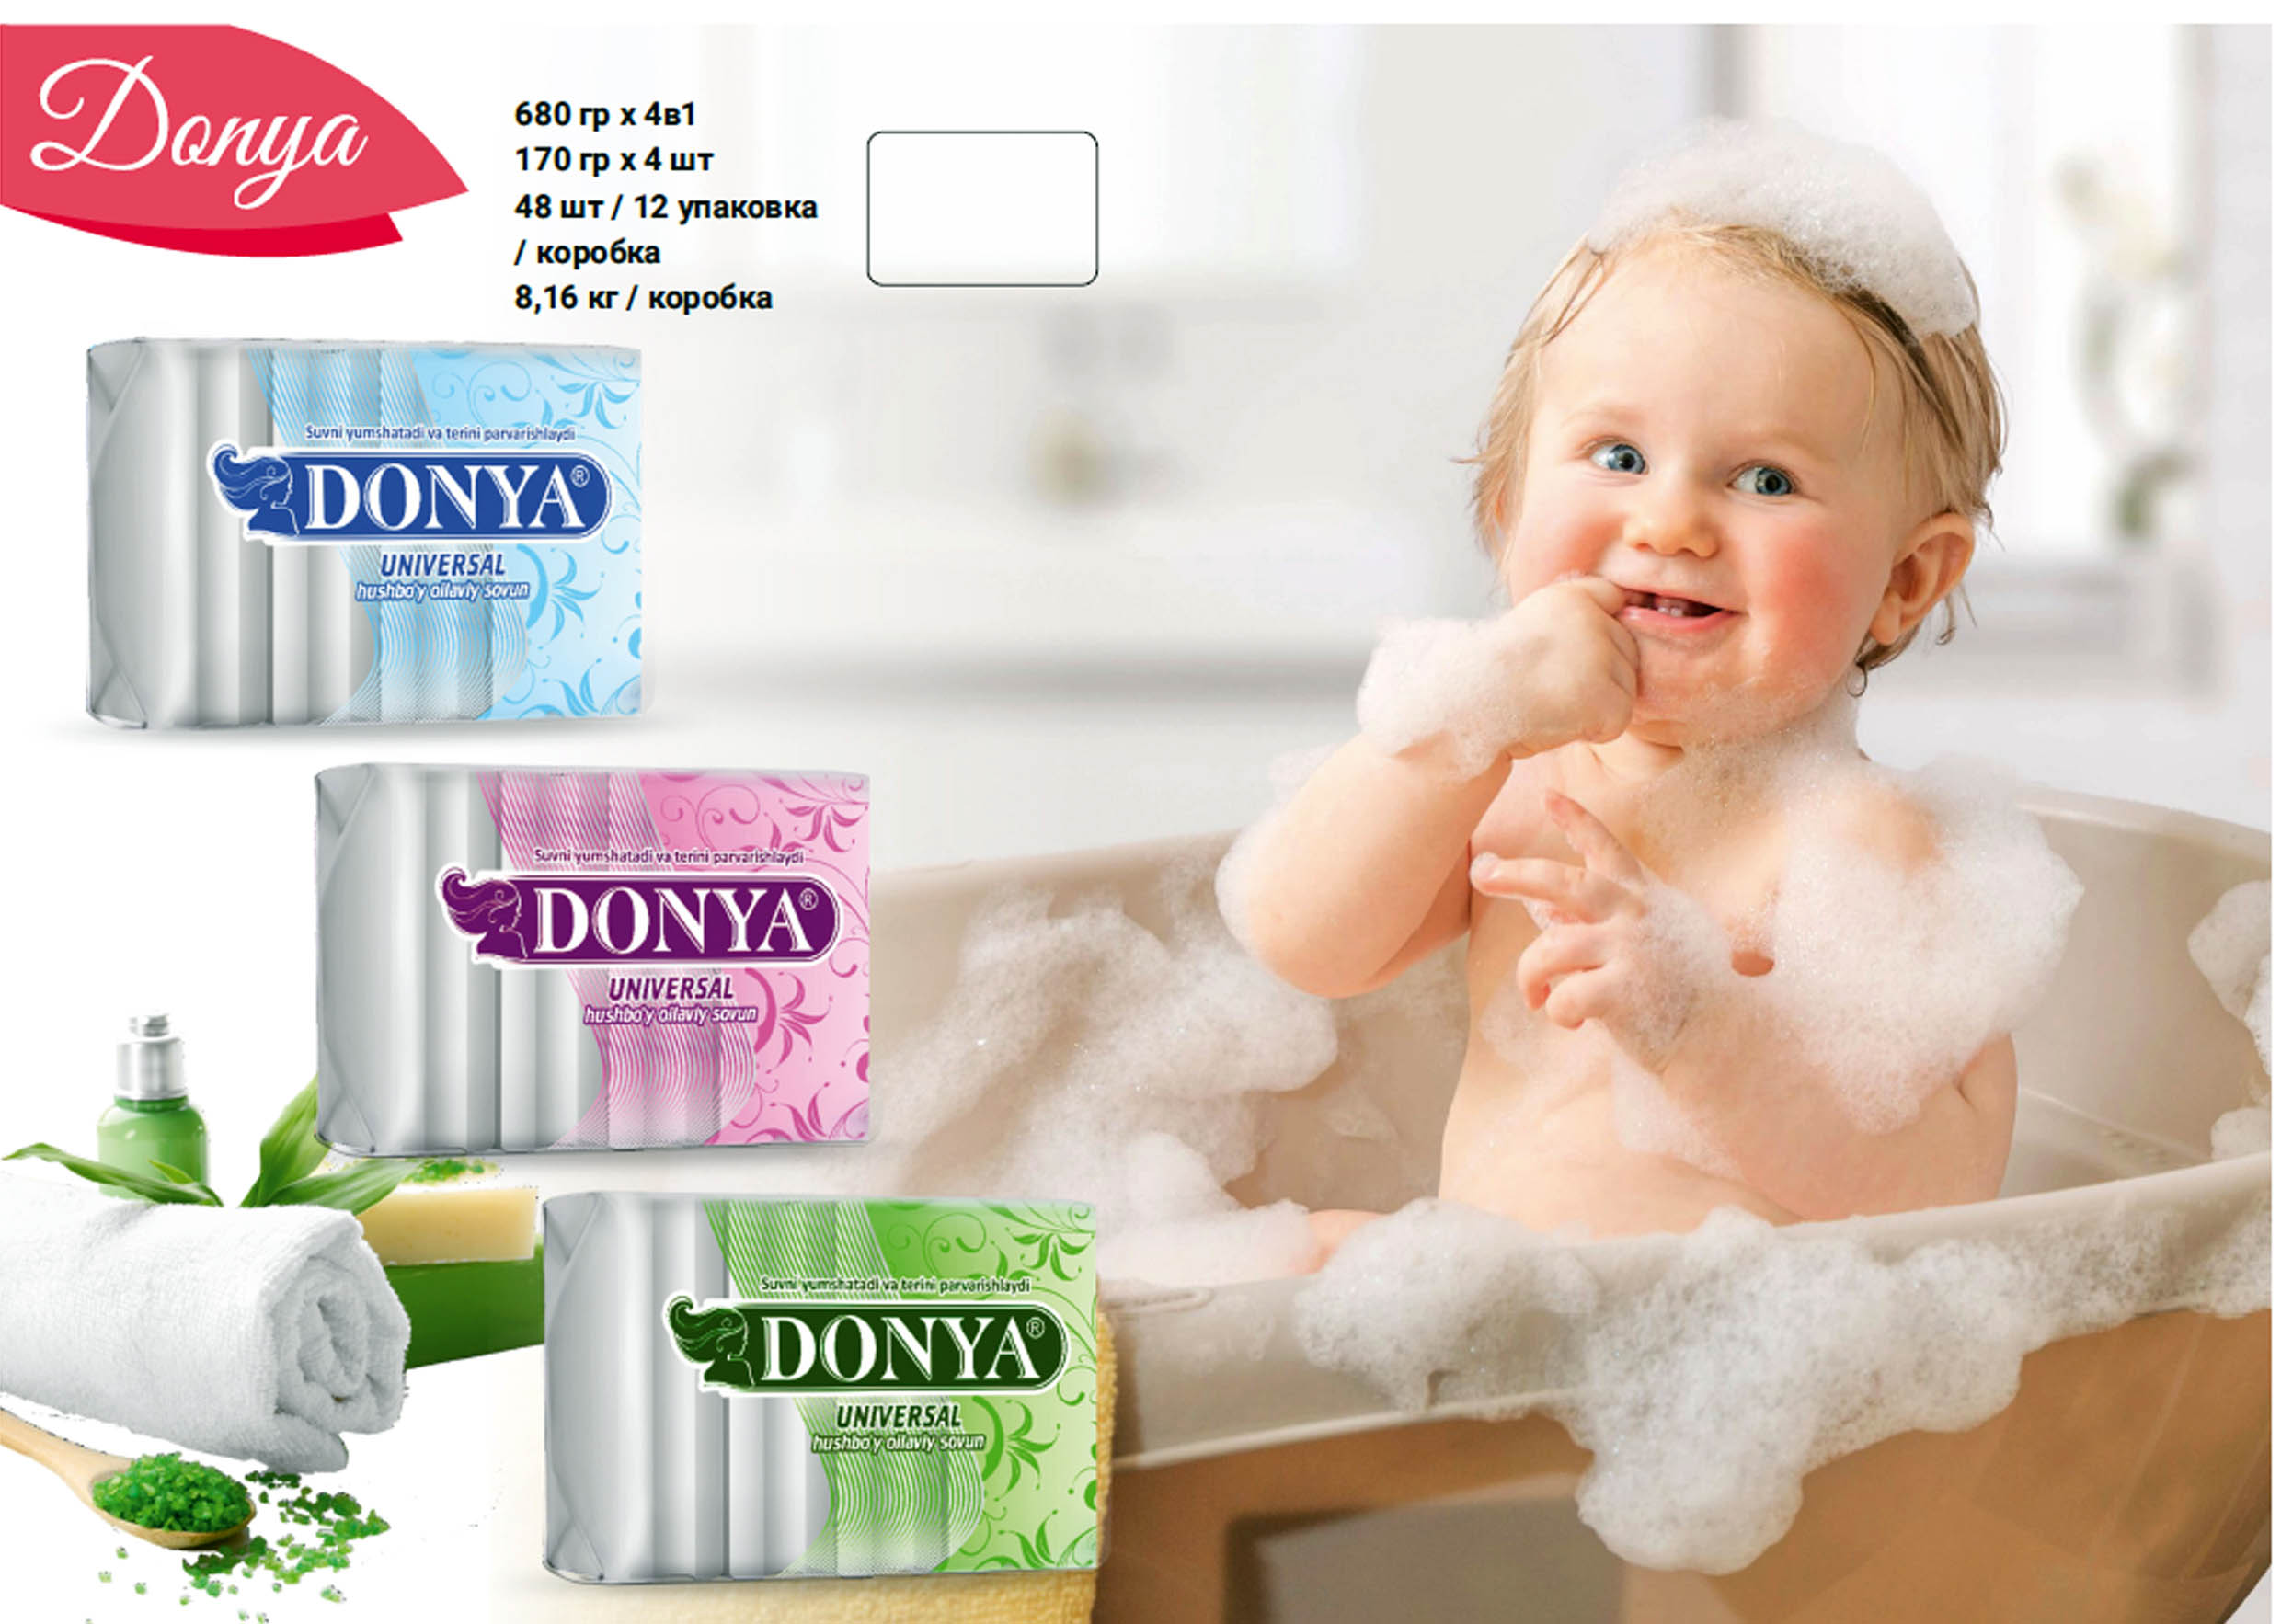 Donya
680 гр x 4в1
170 гр x 4 шт
48 шт / 12 упаковка
/ коробка
8,16 кг / коробка
Suvni yumshatadi va terini parvarishlaydi
DONYA®
UNIVERSAL
hushbo'y oilaviy sovun
Suvni yumshatadi va terini parvarishlaydi
DONYA®
UNIVERSAL
hushbo'y oilaviy sovun
Suvni yumshatadi va terini parvarishlaydi
DONYA®
UNIVERSAL
hushbo'y oilaviy sovun